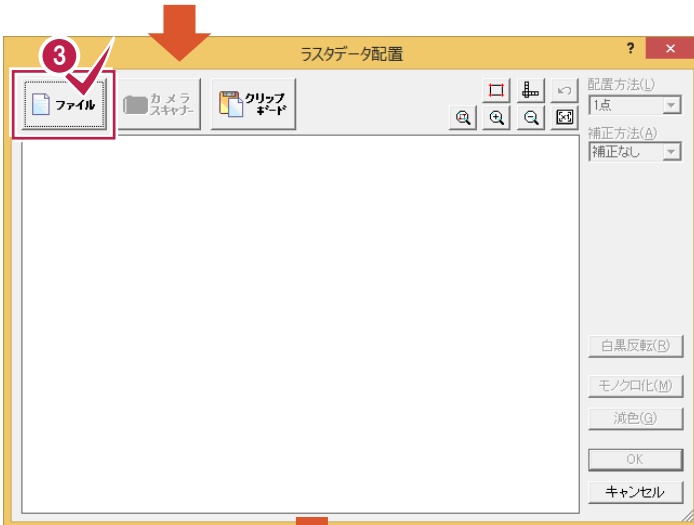 3
ラスタデータ配置
? ×
ファイル
カメラ
スキャナー
クリップ
ボード
配置方法(L)
1点
補正方法(A)
補正なし
白黒反転(R)
モノクロ化(M)
減色(G)
OK
キャンセル